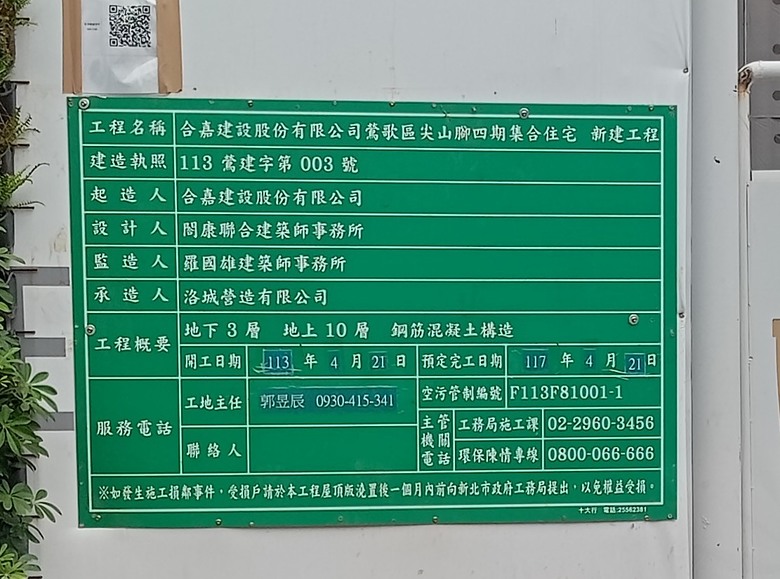 工程名稱 合嘉建設股份有限公司鶯歌區尖山腳四期集合住宅 新建工程
建造執照 113 鶯建字第 003 號
起造人 合嘉建設股份有限公司
設計人 閻康聯合建築師事務所
監造人 羅國雄建築師事務所
承造人 洛城營造有限公司
工程概要 地下 3 層 地上 10 層 鋼筋混凝土構造
開工日期 113 年 4 月 21 日 預定完工日期 117 年 4 月 21 日
服務電話 工地主任 郭昱辰 0930-415-341 空污管制編號 F113F81001-1
聯絡人
主管機關電話 工務局施工課 02-2960-3456
環保陳情專線 0800-066-666
※如發生施工損鄰事件，受損戶請於本工程屋頂版澆置後一個月內前向新北市政府工務局提出，以免權益受損。
十大行 電話:25562381